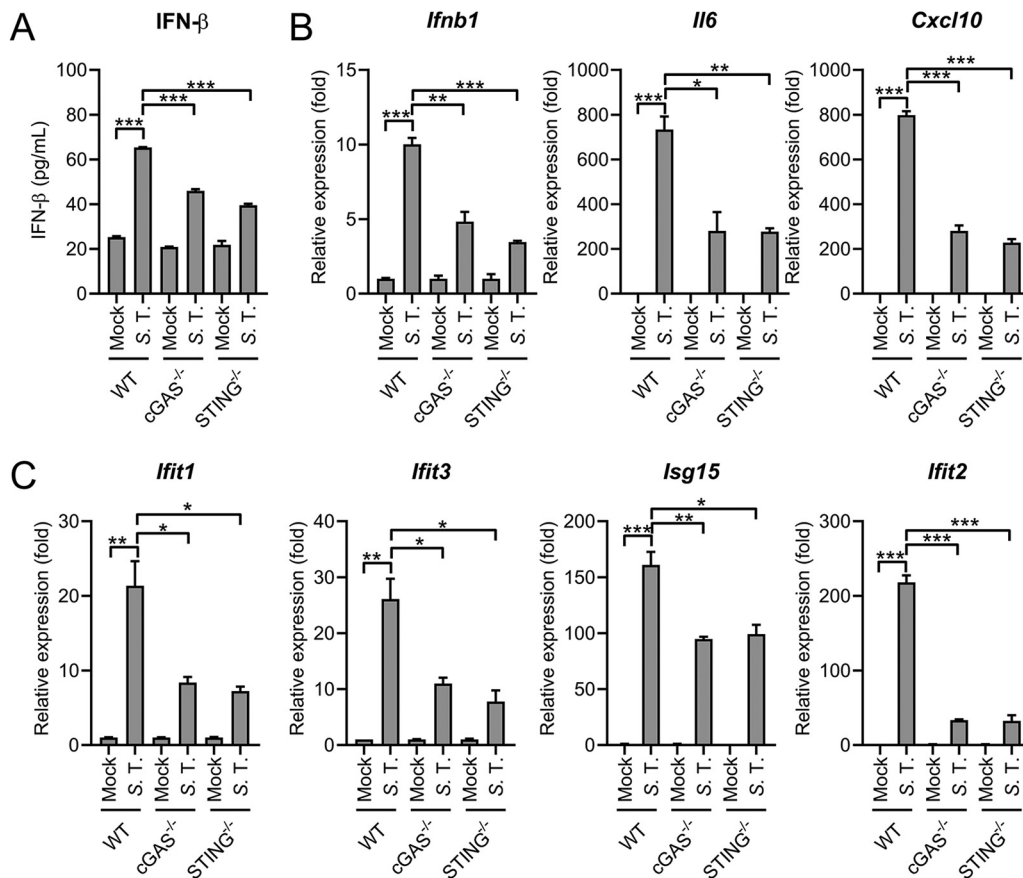 A
IFN-β
IFN-β (pg/mL)
100
80
60
40
20
0
***
***
***
Mock
S. T.
Mock
S. T.
Mock
S. T.
WT
cGAS-/-
STING-/-
B
Ifnb1
Relative expression (fold)
15
10
5
0
***
**
***
Mock
S. T.
Mock
S. T.
Mock
S. T.
WT
cGAS-/-
STING-/-
Il6
Relative expression (fold)
1000
800
600
400
200
0
***
*
**
Mock
S. T.
Mock
S. T.
Mock
S. T.
WT
cGAS-/-
STING-/-
Cxcl10
Relative expression (fold)
1000
800
600
400
200
0
***
***
***
Mock
S. T.
Mock
S. T.
Mock
S. T.
WT
cGAS-/-
STING-/-
C
Ifit1
Relative expression (fold)
30
20
10
0
**
*
*
Mock
S. T.
Mock
S. T.
Mock
S. T.
WT
cGAS-/-
STING-/-
Ifit3
Relative expression (fold)
40
30
20
10
0
**
*
*
Mock
S. T.
Mock
S. T.
Mock
S. T.
WT
cGAS-/-
STING-/-
Isg15
Relative expression (fold)
200
150
100
50
0
***
**
*
Mock
S. T.
Mock
S. T.
Mock
S. T.
WT
cGAS-/-
STING-/-
Ifit2
Relative expression (fold)
300
200
100
0
***
***
***
Mock
S. T.
Mock
S. T.
Mock
S. T.
WT
cGAS-/-
STING-/-